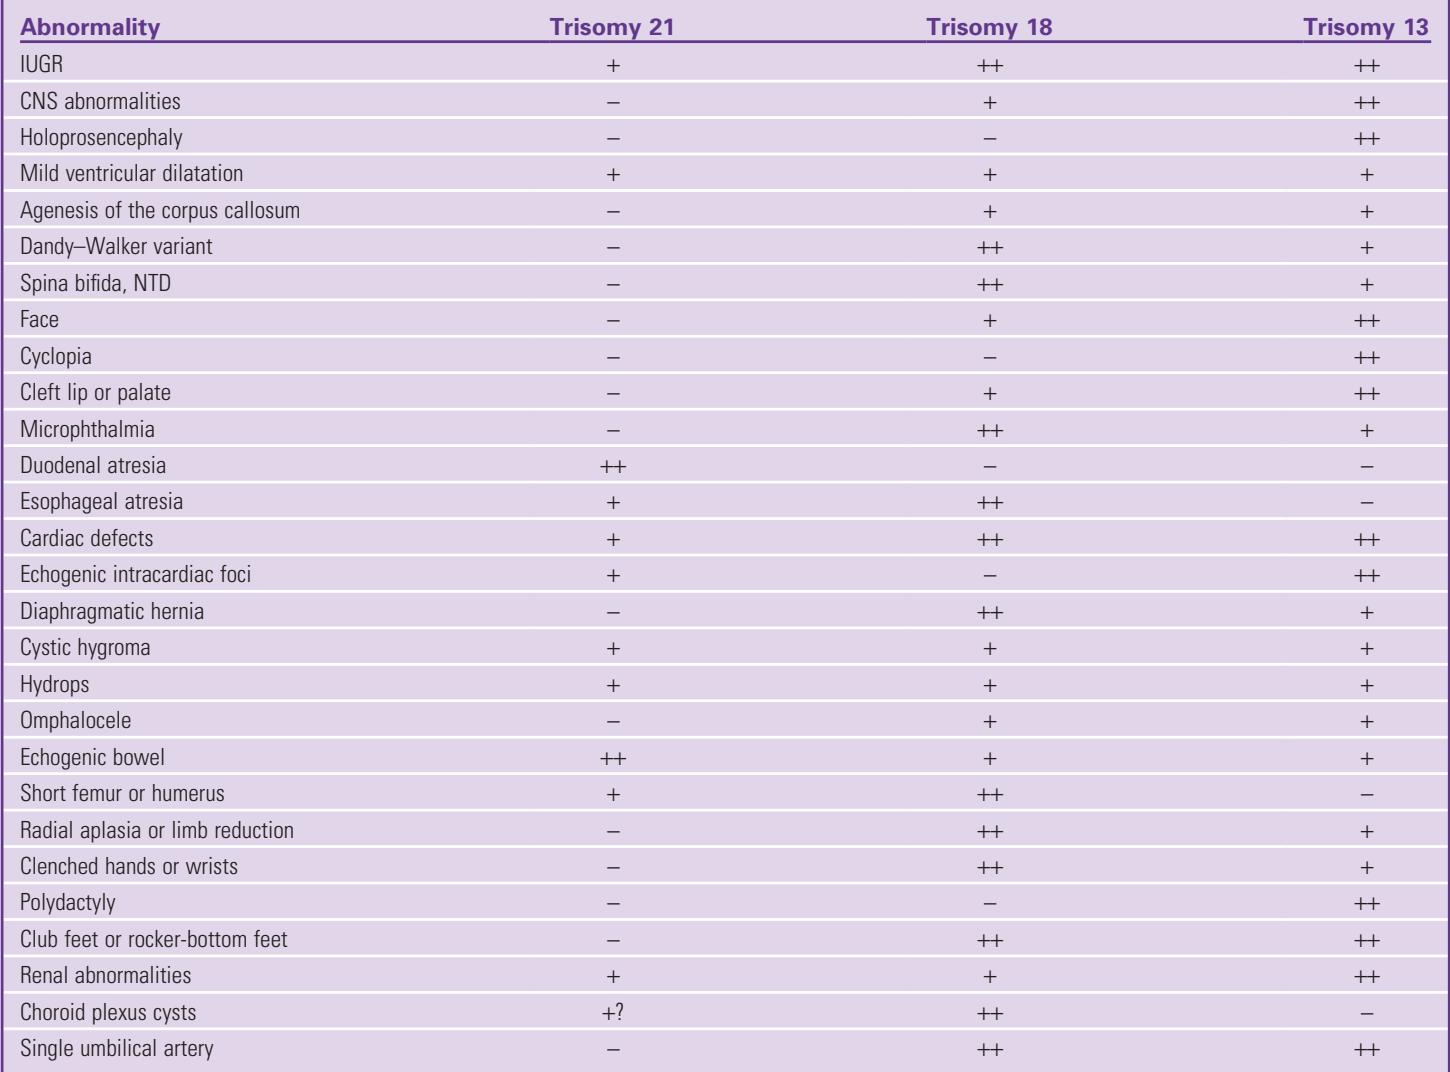 Abnormality Trisomy 21 Trisomy 18 Trisomy 13
IUGR + ++ ++
CNS abnormalities – + ++
Holoprosencephaly – – ++
Mild ventricular dilatation + + +
Agenesis of the corpus callosum – + +
Dandy–Walker variant – ++ +
Spina bifida, NTD – ++ +
Face – + ++
Cyclopia – – ++
Cleft lip or palate – + ++
Microphthalmia – ++ +
Duodenal atresia ++ – –
Esophageal atresia + ++ –
Cardiac defects + ++ ++
Echogenic intracardiac foci + – ++
Diaphragmatic hernia – ++ +
Cystic hygroma + + +
Hydrops + + +
Omphalocele – + +
Echogenic bowel ++ + +
Short femur or humerus + ++ –
Radial aplasia or limb reduction – ++ +
Clenched hands or wrists – ++ +
Polydactyly – – ++
Club feet or rocker-bottom feet – ++ ++
Renal abnormalities + + ++
Choroid plexus cysts +? ++ –
Single umbilical artery – ++ ++